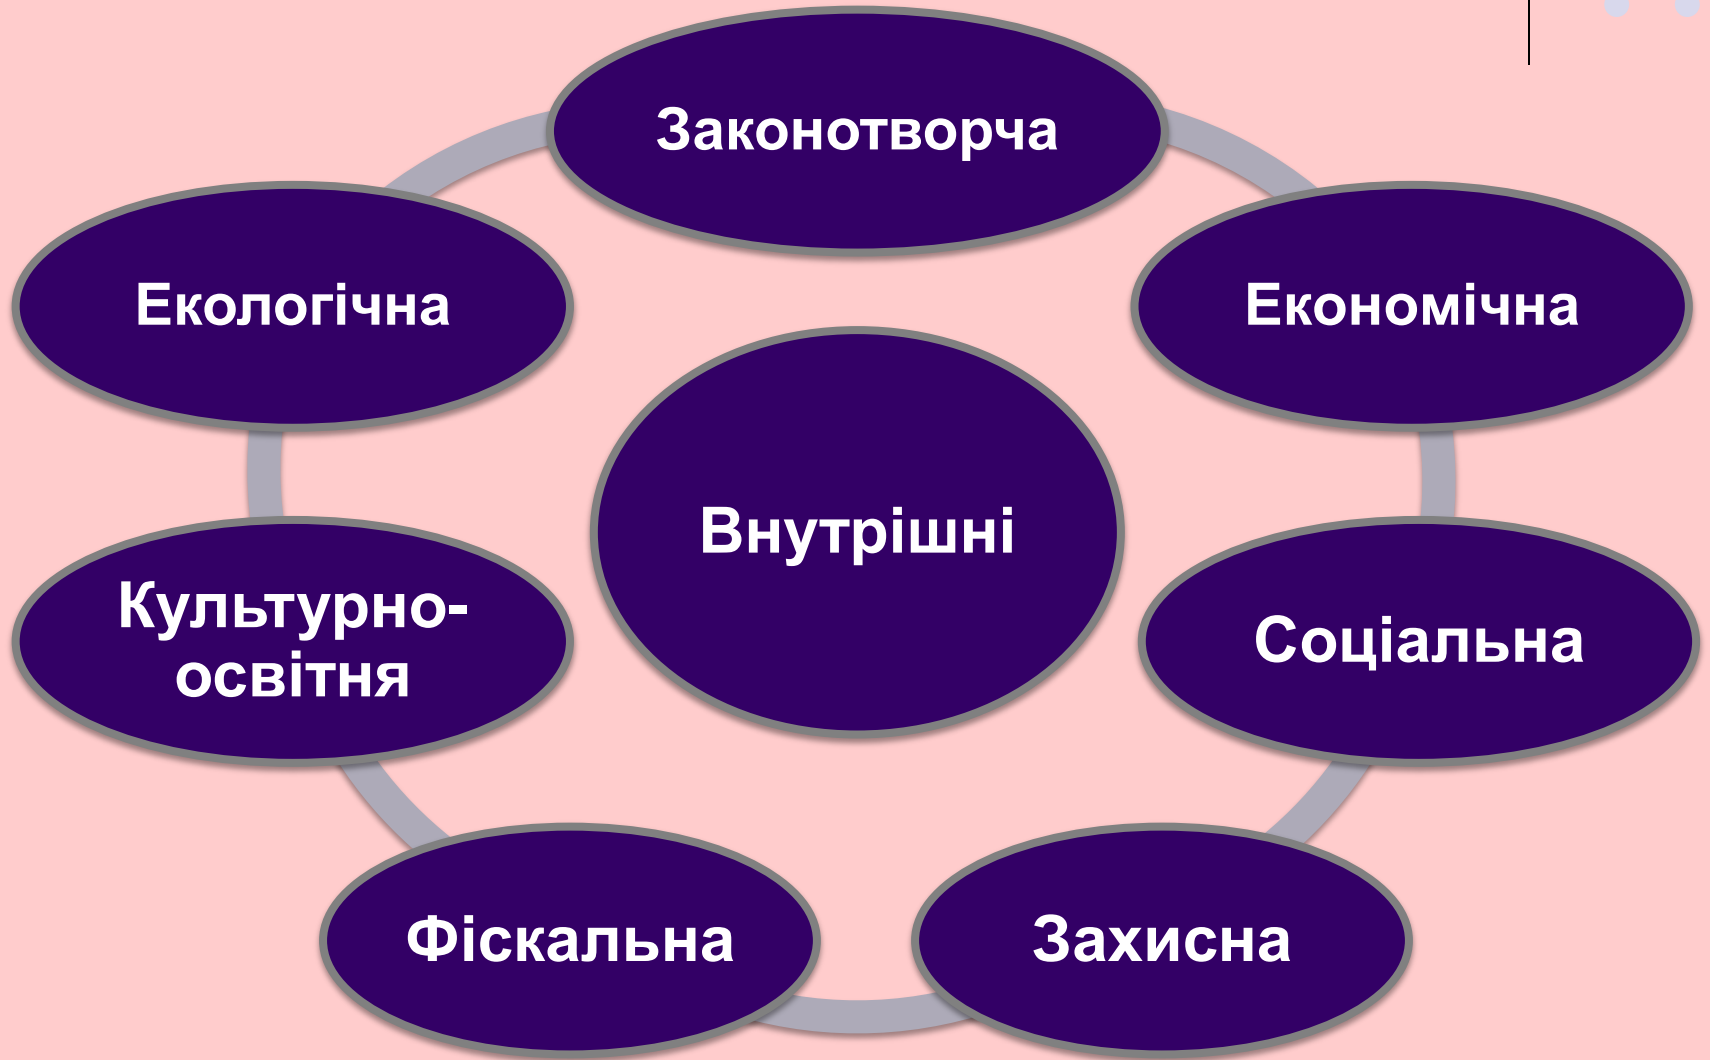 Законотворча
Екологічна
Економічна
Внутрішні
Культурно-
освітня
Соціальна
Фіскальна
Захисна